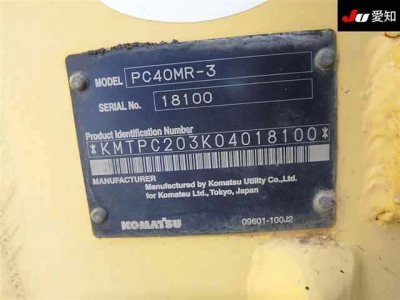 Ju 愛知
MODEL PC40MR-3
SERIAL No. 18100
Product Identification Number
*KMTPC203K04018100*
MANUFACTURER
Manufactured by Komatsu Utility Co.,Ltd.
for Komatsu Ltd.,Tokyo, Japan
KOMATSU
09601-100J2